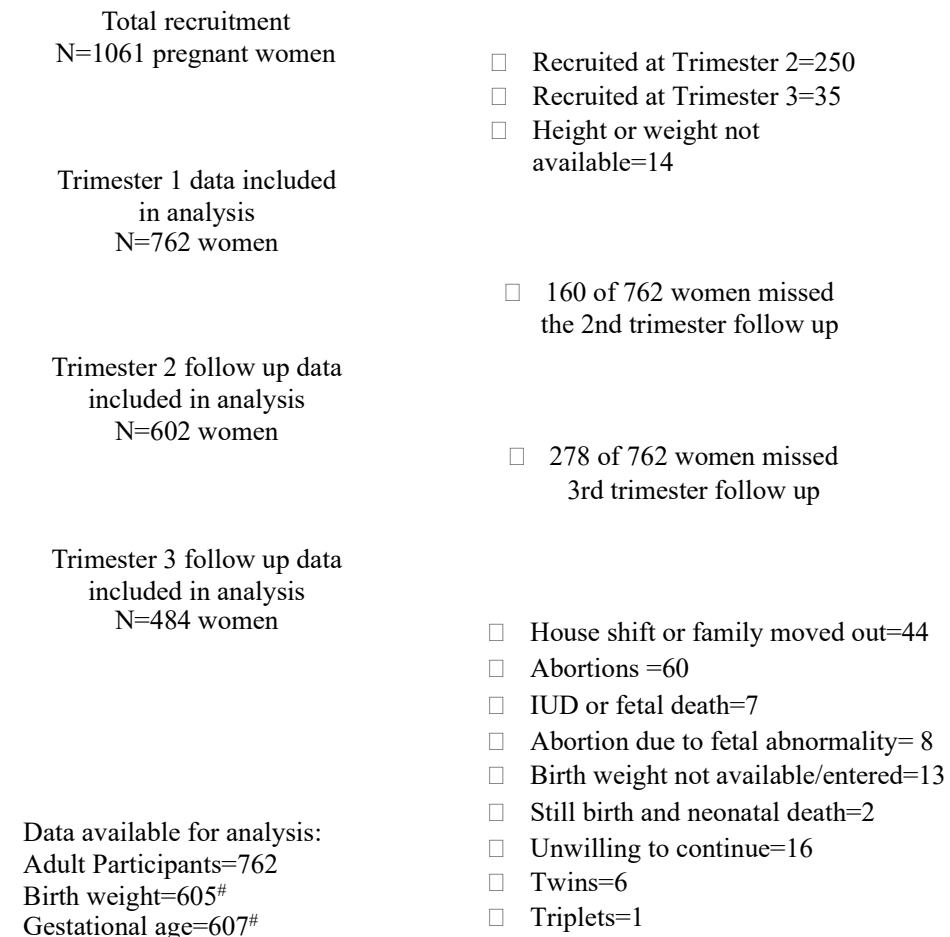 Total recruitment
N=1061 pregnant women
□ Recruited at Trimester 2=250
□ Recruited at Trimester 3=35
□ Height or weight not
available=14
Trimester 1 data included
in analysis
N=762 women
□ 160 of 762 women missed
the 2nd trimester follow up
Trimester 2 follow up data
included in analysis
N=602 women
□ 278 of 762 women missed
3rd trimester follow up
Trimester 3 follow up data
included in analysis
N=484 women
□ House shift or family moved out=44
□ Abortions =60
□ IUD or fetal death=7
□ Abortion due to fetal abnormality= 8
□ Birth weight not available/entered=13
□ Still birth and neonatal death=2
□ Unwilling to continue=16
□ Twins=6
□ Triplets=1
Data available for analysis:
Adult Participants=762
Birth weight=605#
Gestational age=607#